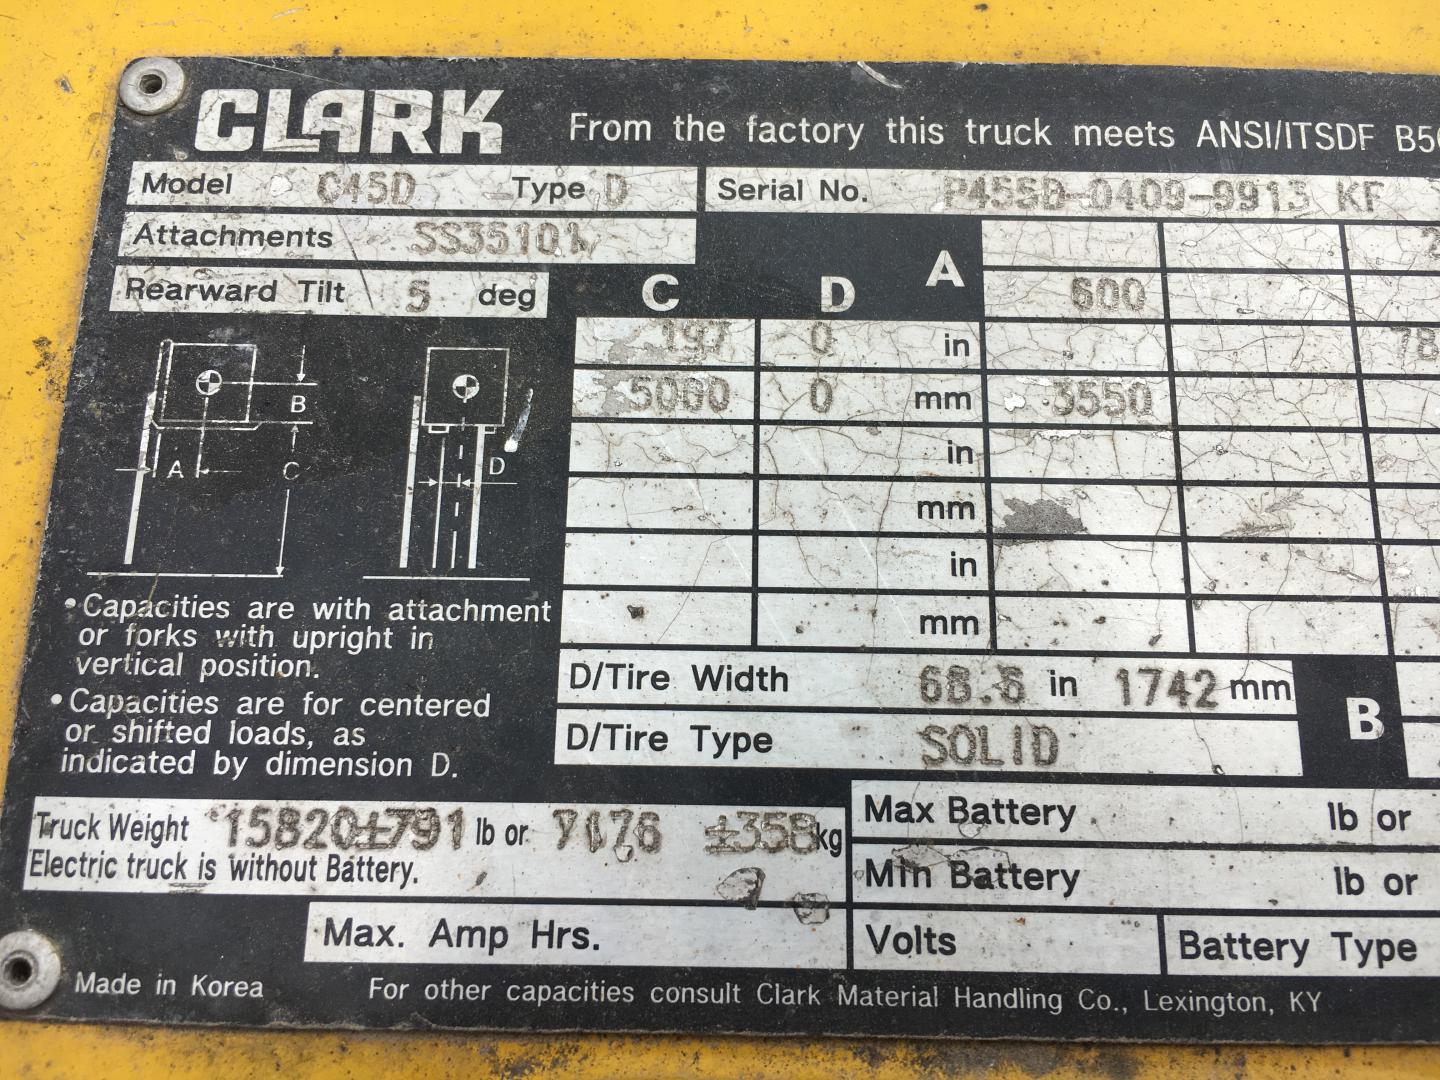 CLARK
From the factory this truck meets ANSI/ITSDF
Model C45D Type D
Serial No. P455D-0409-9913 KF
Attachments SS35101
Rearward Tilt 5 deg
C D A
600
197 0 in
5000 0 mm 3550
in
mm
in
mm
B
A C
D
•Capacities are with attachment
or forks with upright in
vertical position.
•Capacities are for centered
or shifted loads, as
indicated by dimension D.
D/Tire Width 68.6 in 1742 mm
D/Tire Type SOLID
B
Truck Weight 15820±791 lb or 7176 ±358kg
Electric truck is without Battery.
Max Battery lb or
Min Battery lb or
Max. Amp Hrs.
Volts
Battery Type
Made in Korea
For other capacities consult Clark Material Handling Co., Lexington, KY